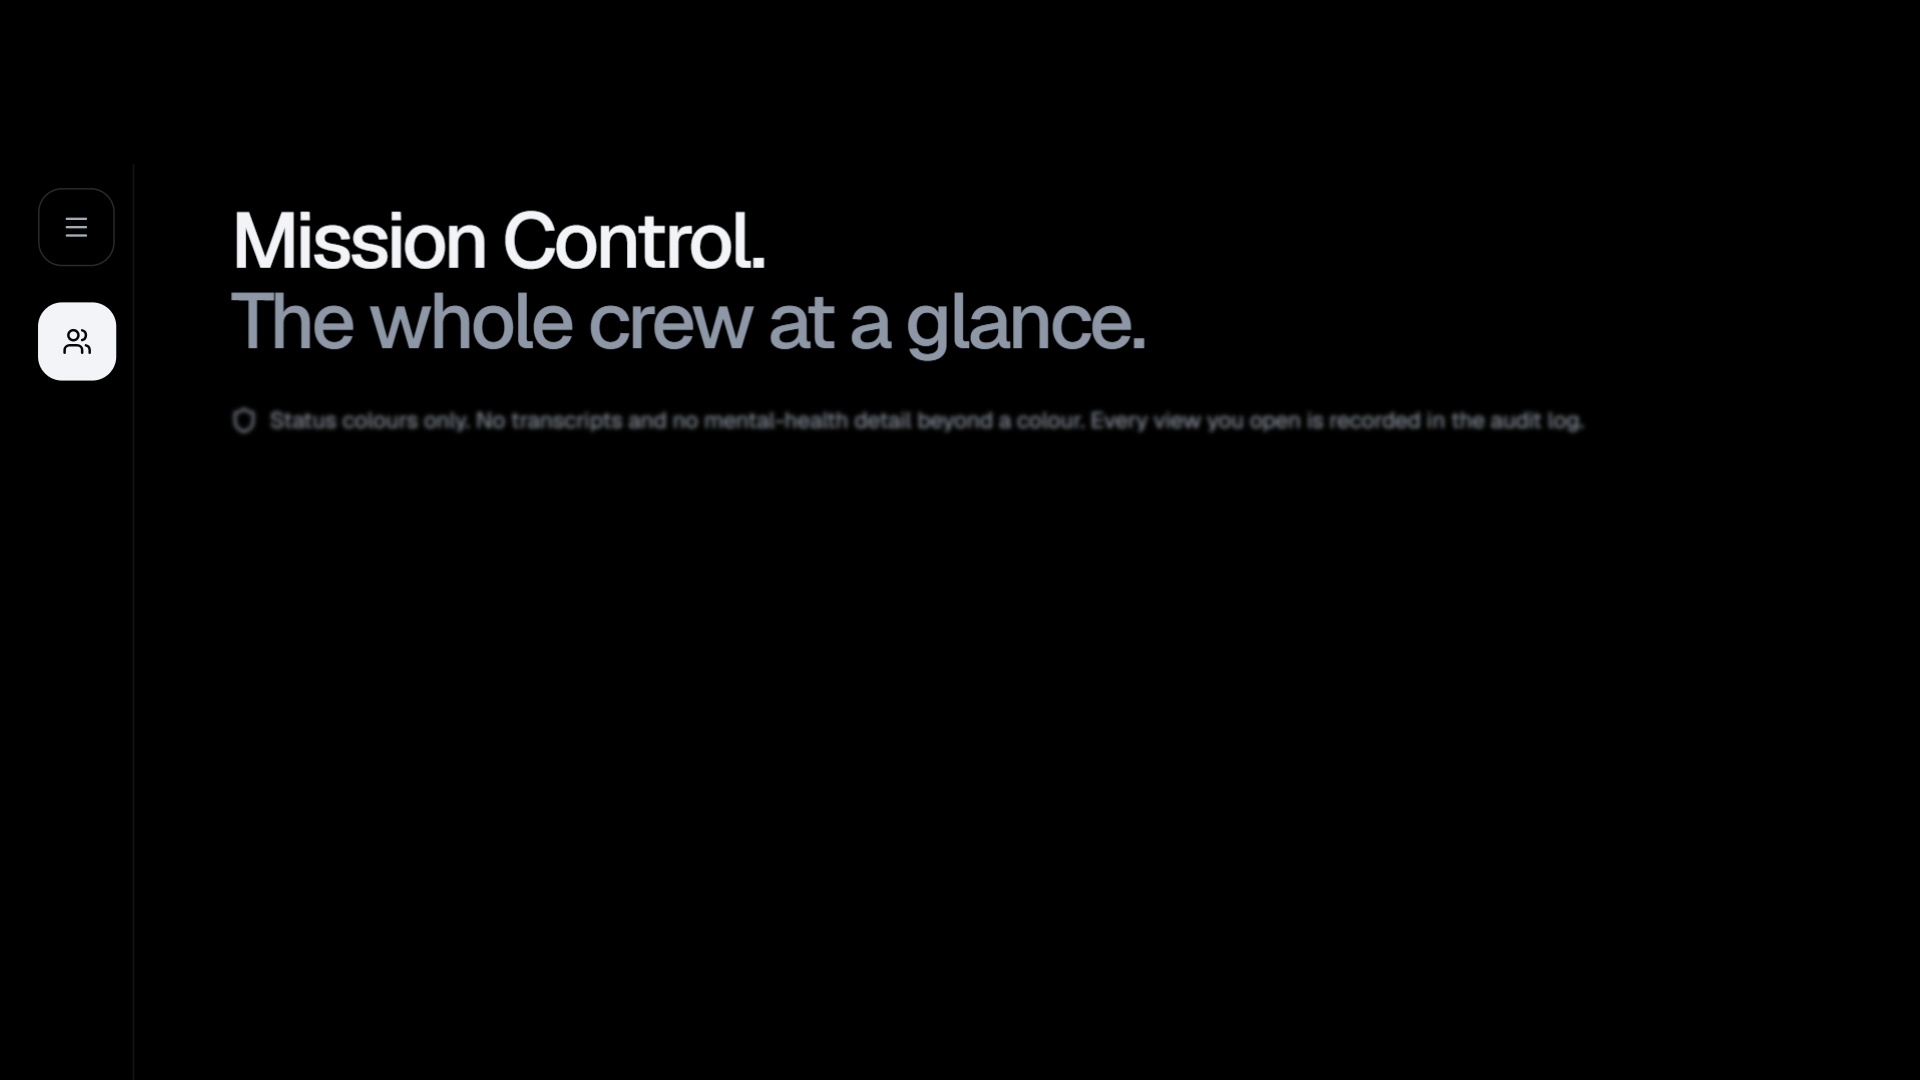 Mission Control.
The whole crew at a glance.
Status colours only. No transcripts and no mental-health detail beyond a colour. Every view you open is recorded in the audit log.